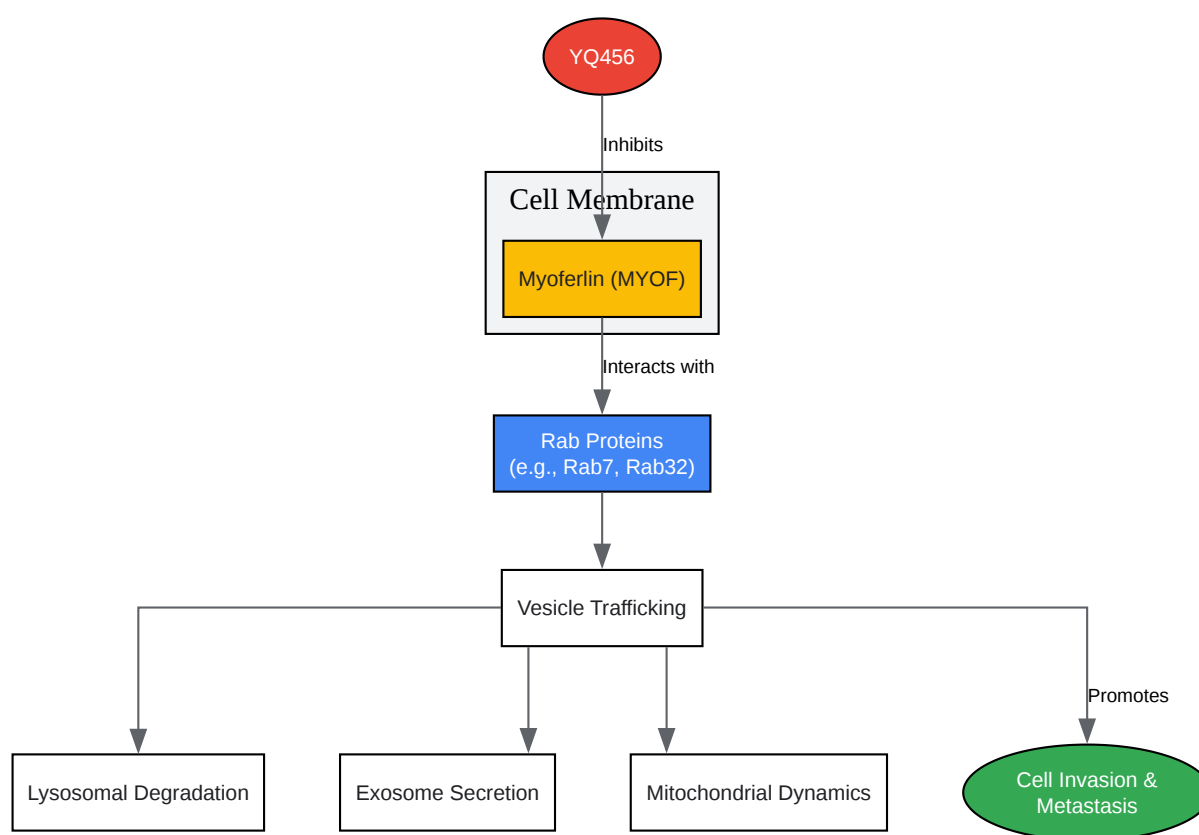 YQ456
Inhibits
Cell Membrane
Myoferlin (MYOF)
Interacts with
Rab Proteins
(e.g., Rab7, Rab32)
Vesicle Trafficking
Promotes
Lysosomal Degradation
Exosome Secretion
Mitochondrial Dynamics
Cell Invasion &
Metastasis